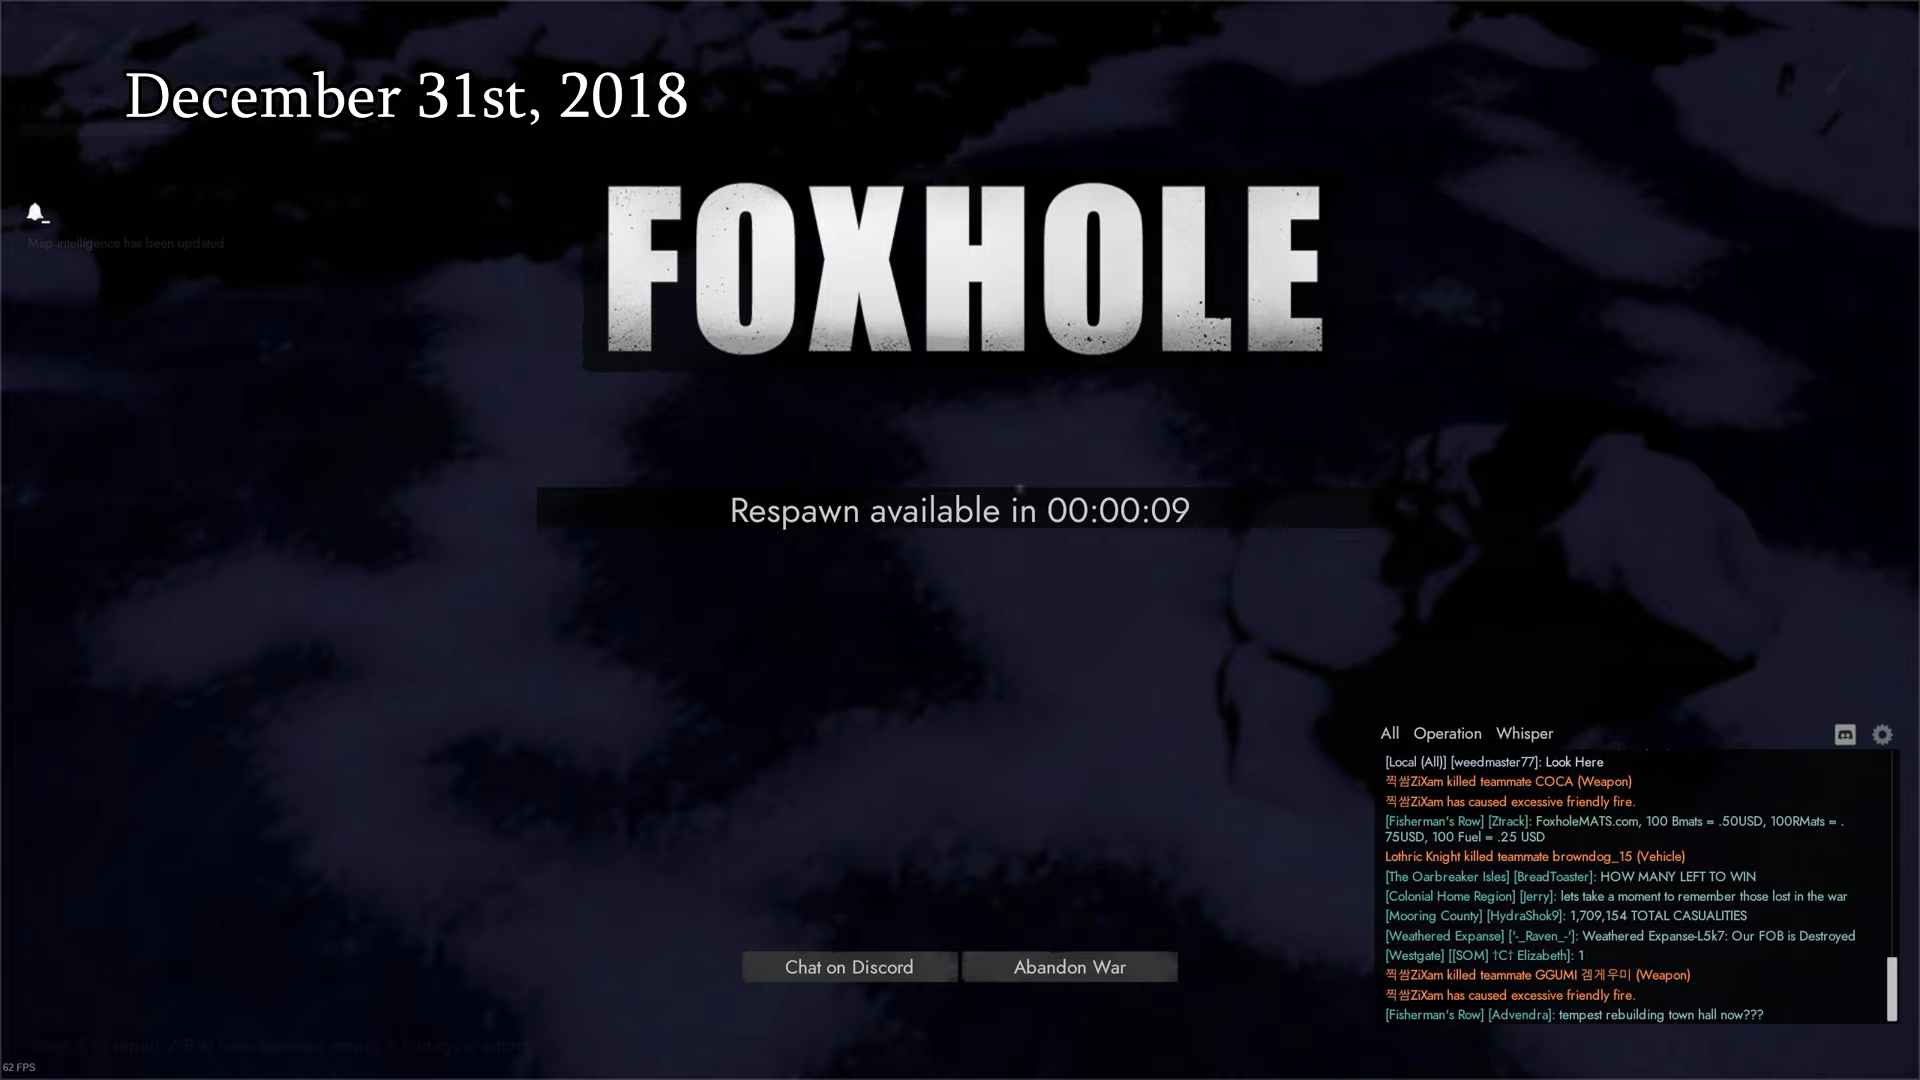 December 31st, 2018
FOXHOLE
Map intelligence has been updated
Respawn available in 00:00:09
All Operation Whisper
[Local (All)] [weedmaster77]: Look Here
찍쌈ZiXam killed teammate COCA (Weapon)
찍쌈ZiXam has caused excessive friendly fire.
[Fisherman's Row] [Ztrack]: FoxholeMATS.com, 100 Bmats = .50USD, 100RMats = .
75USD, 100 Fuel = .25 USD
Lothric Knight killed teammate browndog_15 (Vehicle)
[The Oarbreaker Isles] [BreadToaster]: HOW MANY LEFT TO WIN
[Colonial Home Region] [Jerry]: lets take a moment to remember those lost in the war
[Mooring County] [HydraShok9]: 1,709,154 TOTAL CASUALITIES
[Weathered Expanse] ['-_Raven_-']: Weathered Expanse-L5k7: Our FOB is Destroyed
[Westgate] [[SOM] †C† Elizabeth]: 1
찍쌈ZiXam killed teammate GGUMI 겜게우미 (Weapon)
찍쌈ZiXam has caused excessive friendly fire.
[Fisherman's Row] [Advendra]: tempest rebuilding town hall now???
Chat on Discord Abandon War
62 FPS